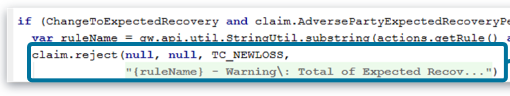 if (ChangeToExpectedRecovery and claim.AdversePartyExpectedRecoveryPe
var ruleName = gw.api.util.StringUtil.substring(actions.getRule() a
claim.reject(null, null, TC_NEWLOSS,
"{ruleName} - Warning\: Total of Expected Recov...")